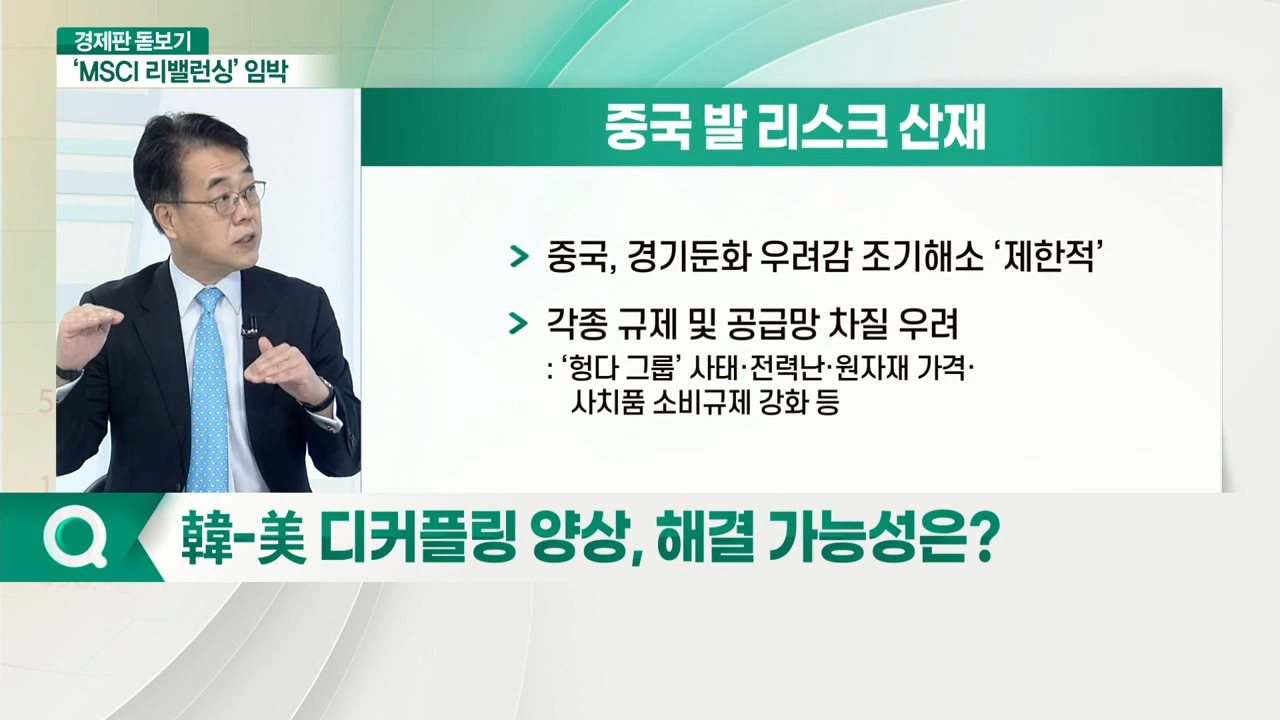 경제판 돋보기
‘MSCI 리밸런싱’ 임박
중국 발 리스크 산재
중국, 경기둔화 우려감 조기해소 ‘제한적’
각종 규제 및 공급망 차질 우려
: ‘헝다 그룹’ 사태·전력난·원자재 가격·
사치품 소비규제 강화 등
Q 韓-美 디커플링 양상, 해결 가능성은?